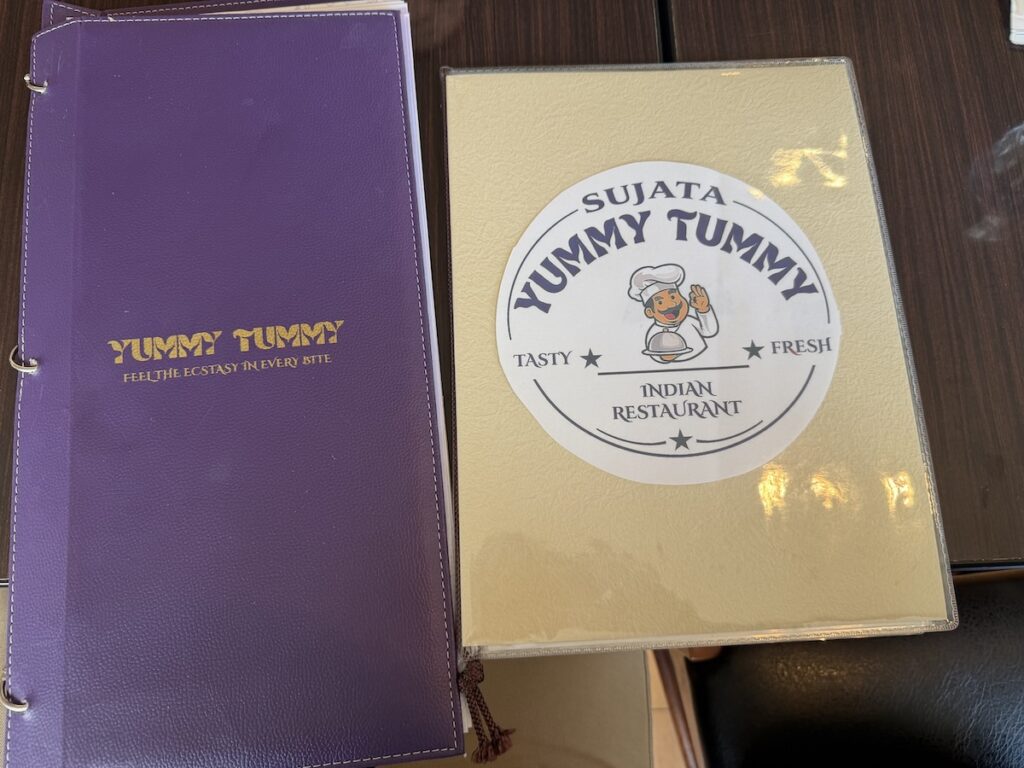 YUMMY TUMMY
FEEL THE ECSTASY IN EVERY BITE
SUJATA
YUMMY TUMMY
TASTY
FRESH
INDIAN
RESTAURANT